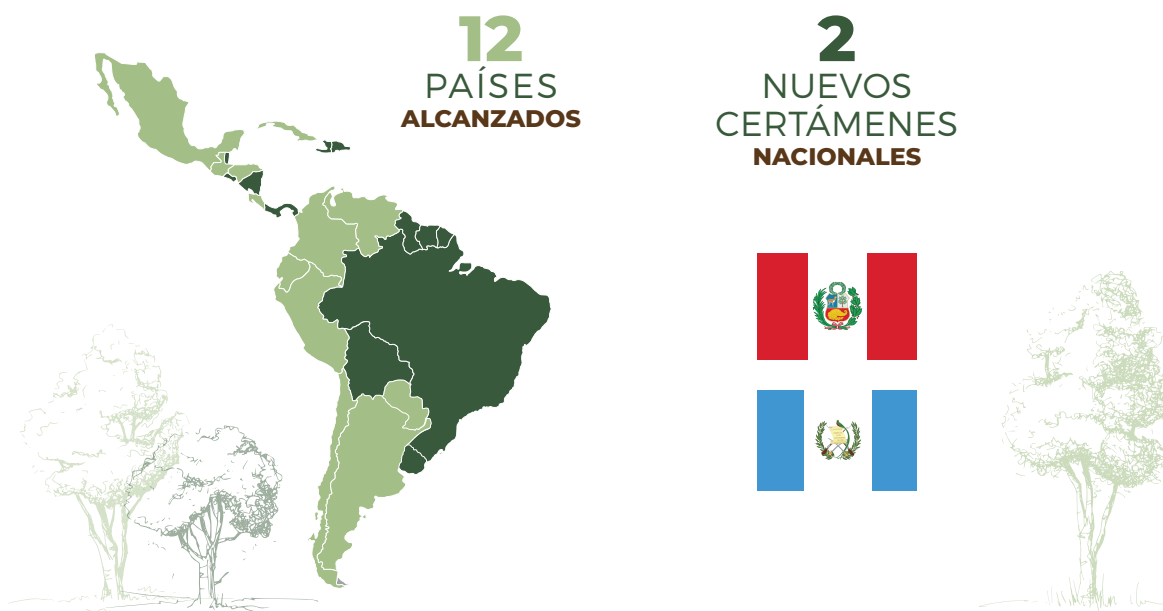 12
PAÍSES
ALCANZADOS
2
NUEVOS
CERTÁMENES
NACIONALES